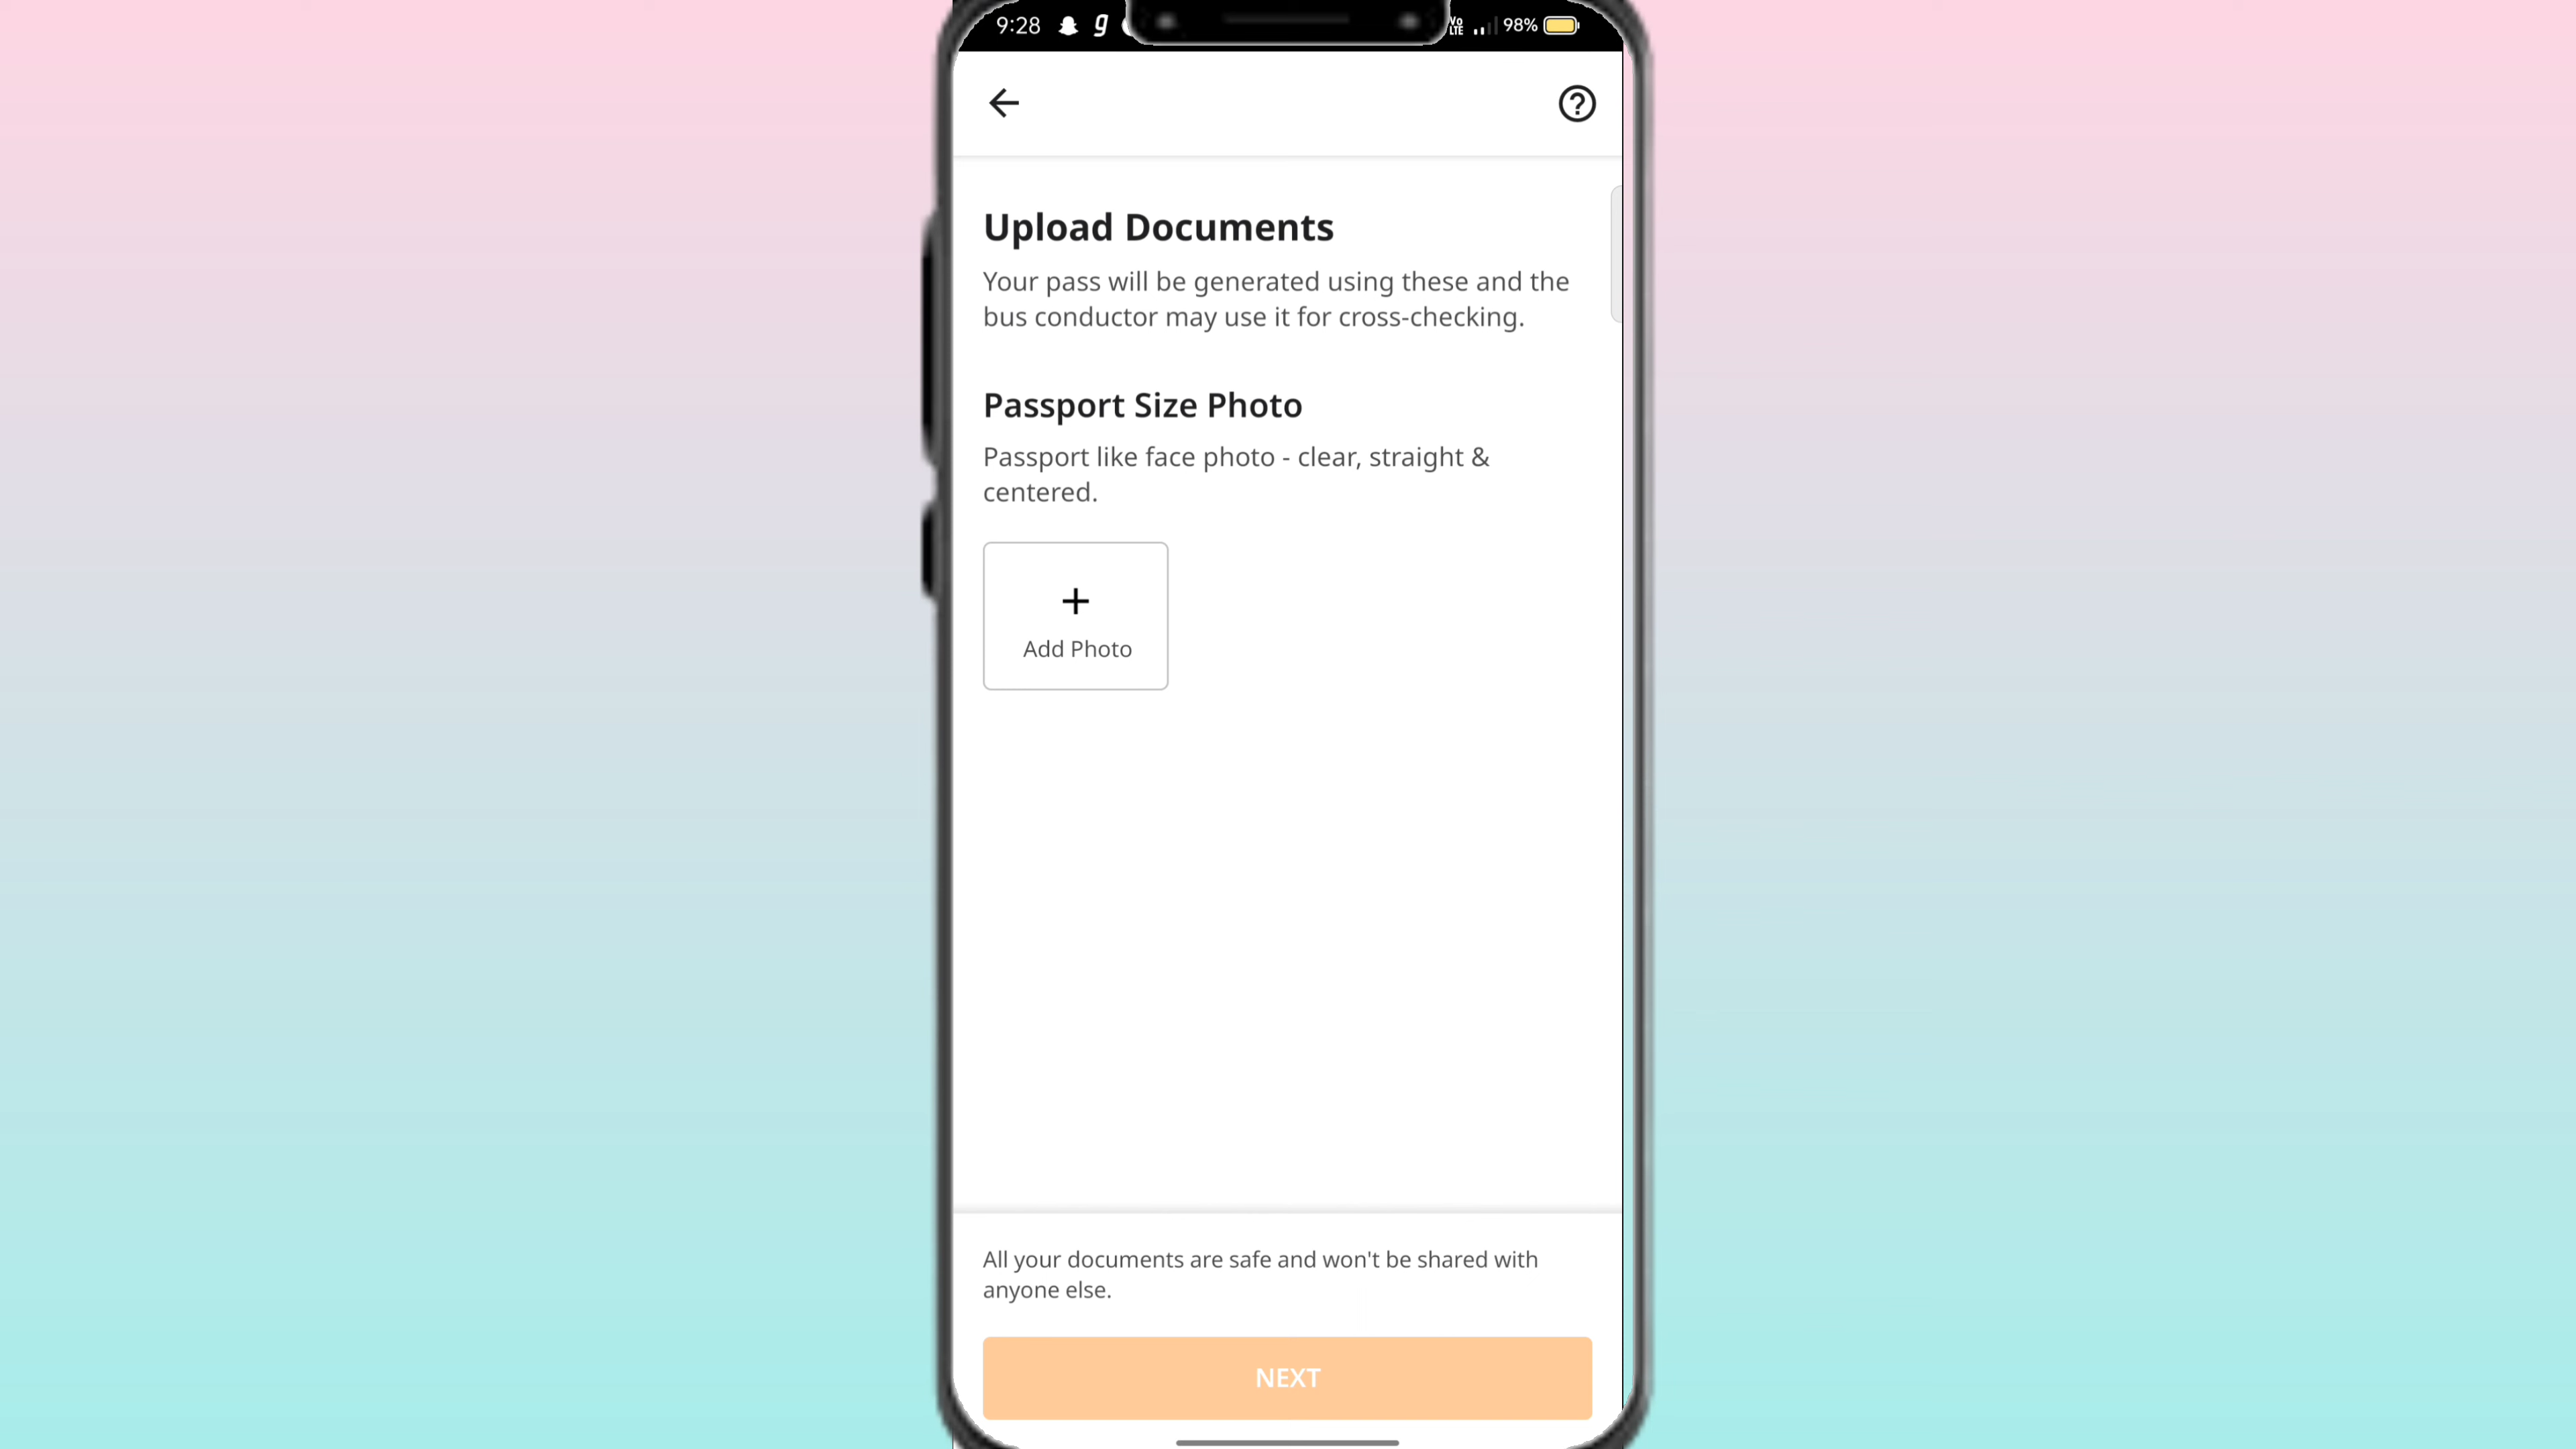 9:28 g Vo LTE 98%
Upload Documents
Your pass will be generated using these and the
bus conductor may use it for cross-checking.
Passport Size Photo
Passport like face photo - clear, straight &
centered.
+
Add Photo
All your documents are safe and won't be shared with
anyone else.
NEXT